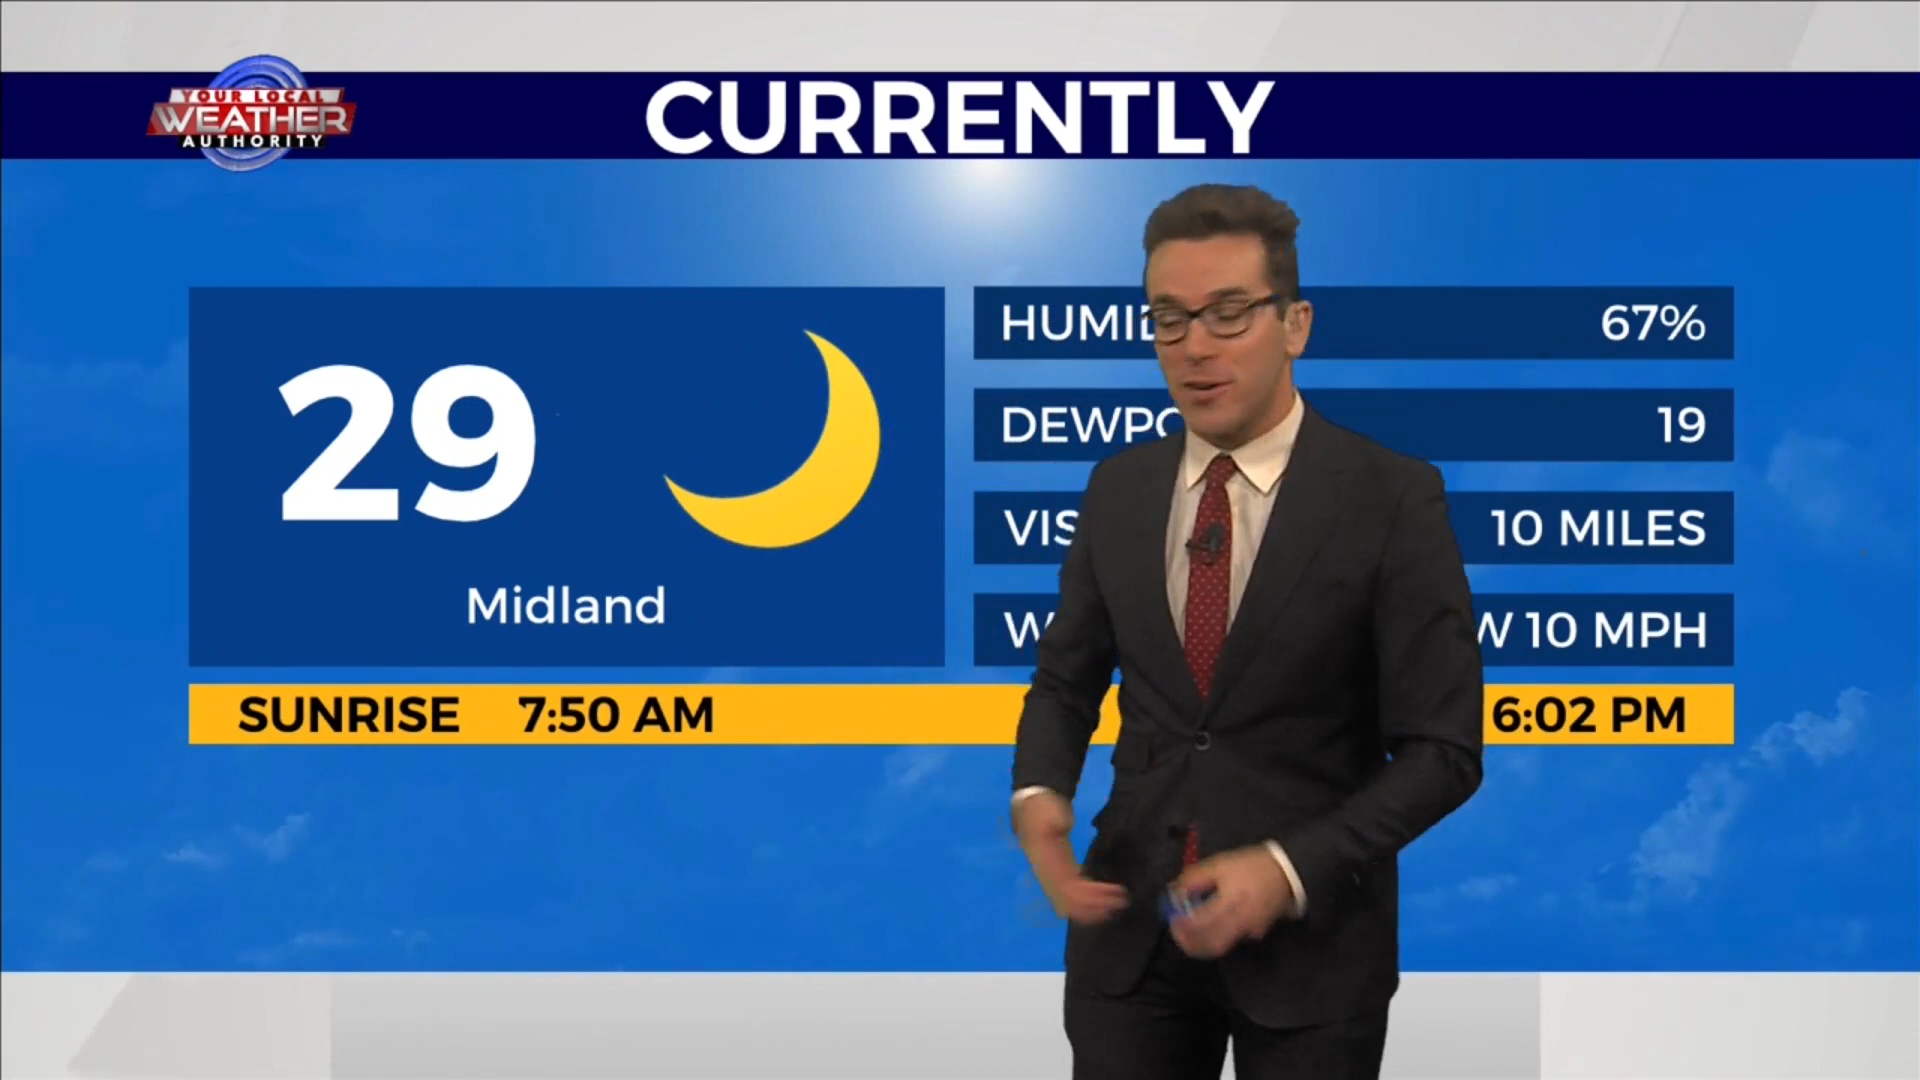 YOUR LOCAL
WEATHER
AUTHORITY
CURRENTLY
29
Midland
67%
19
10 MILES
10 MPH
SUNRISE 7:50 AM
6:02 PM